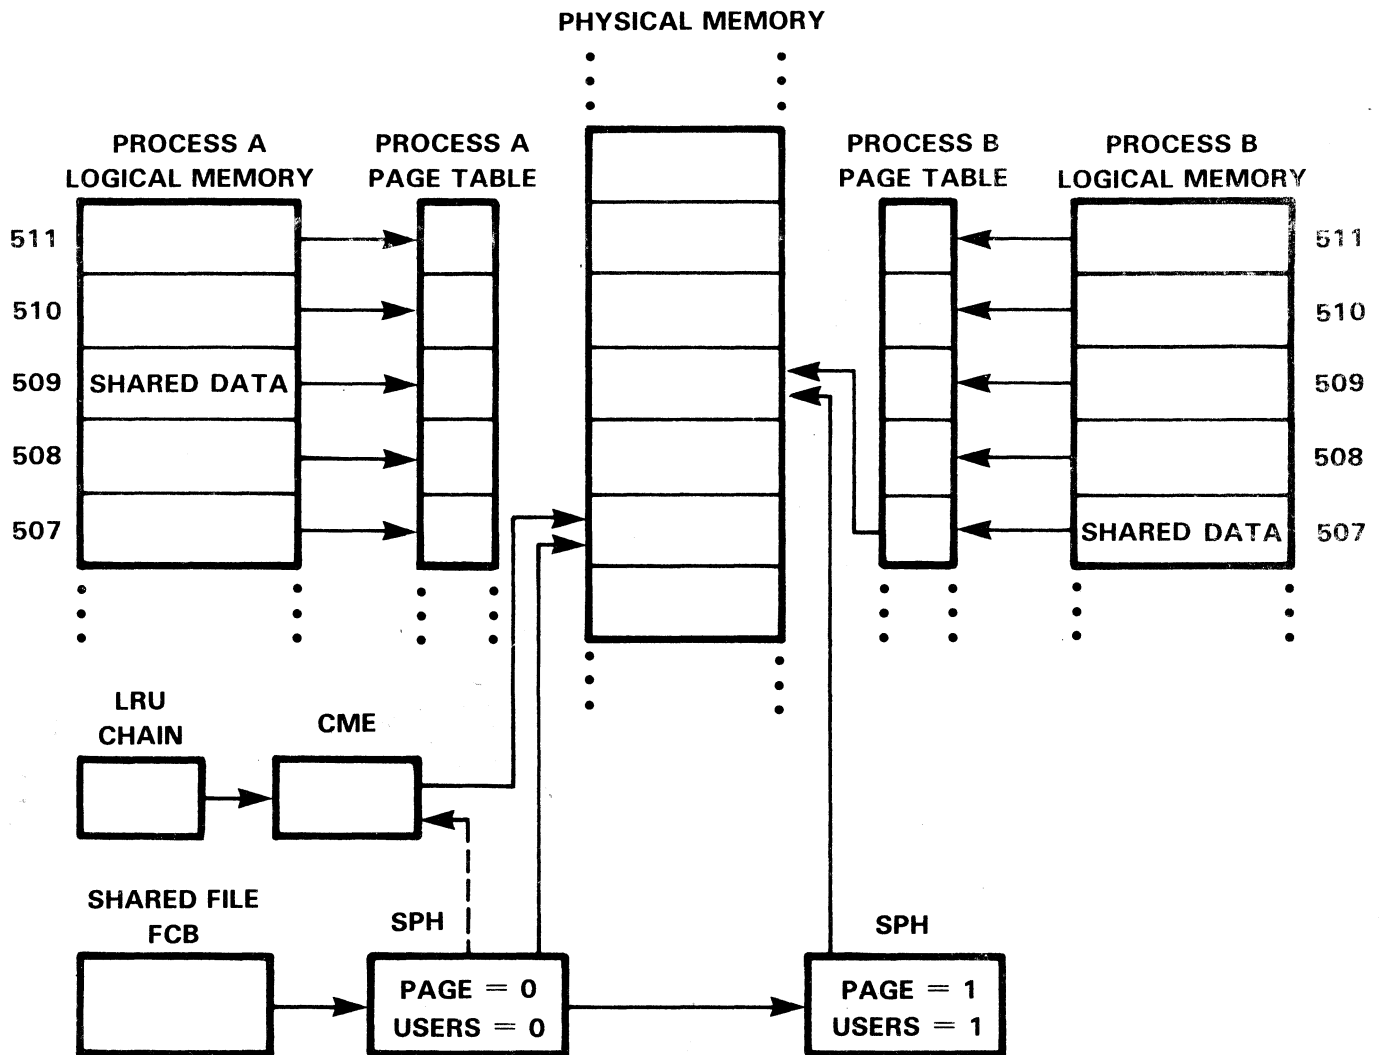 PHYSICAL MEMORY
PROCESS A
LOGICAL MEMORY
PROCESS A
PAGE TABLE
PROCESS B
PAGE TABLE
PROCESS B
LOGICAL MEMORY
511
511
510
510
509
SHARED DATA
509
508
508
507
SHARED DATA
507
LRU
CHAIN
CME
SHARED FILE
FCB
SPH
SPH
PAGE = 0
USERS = 0
PAGE = 1
USERS = 1